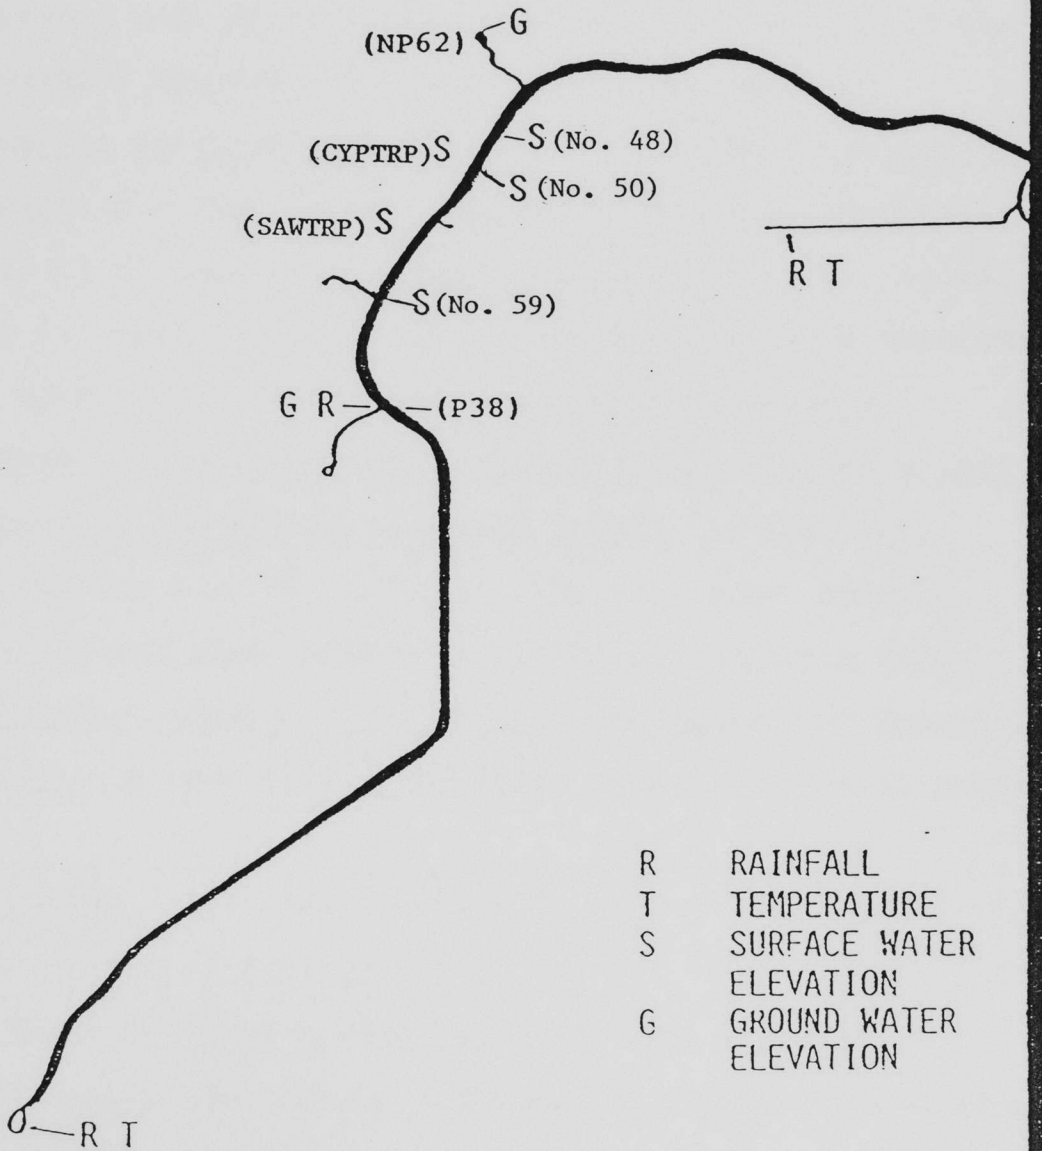 G
(NP62)
(CYPTRP) S
S (No. 48)
S (No. 50)
(SAWTRP) S
R T
S (No. 59)
G R
(P38)
R RAINFALL
T TEMPERATURE
S SURFACE WATER
ELEVATION
G GROUND WATER
ELEVATION
R T